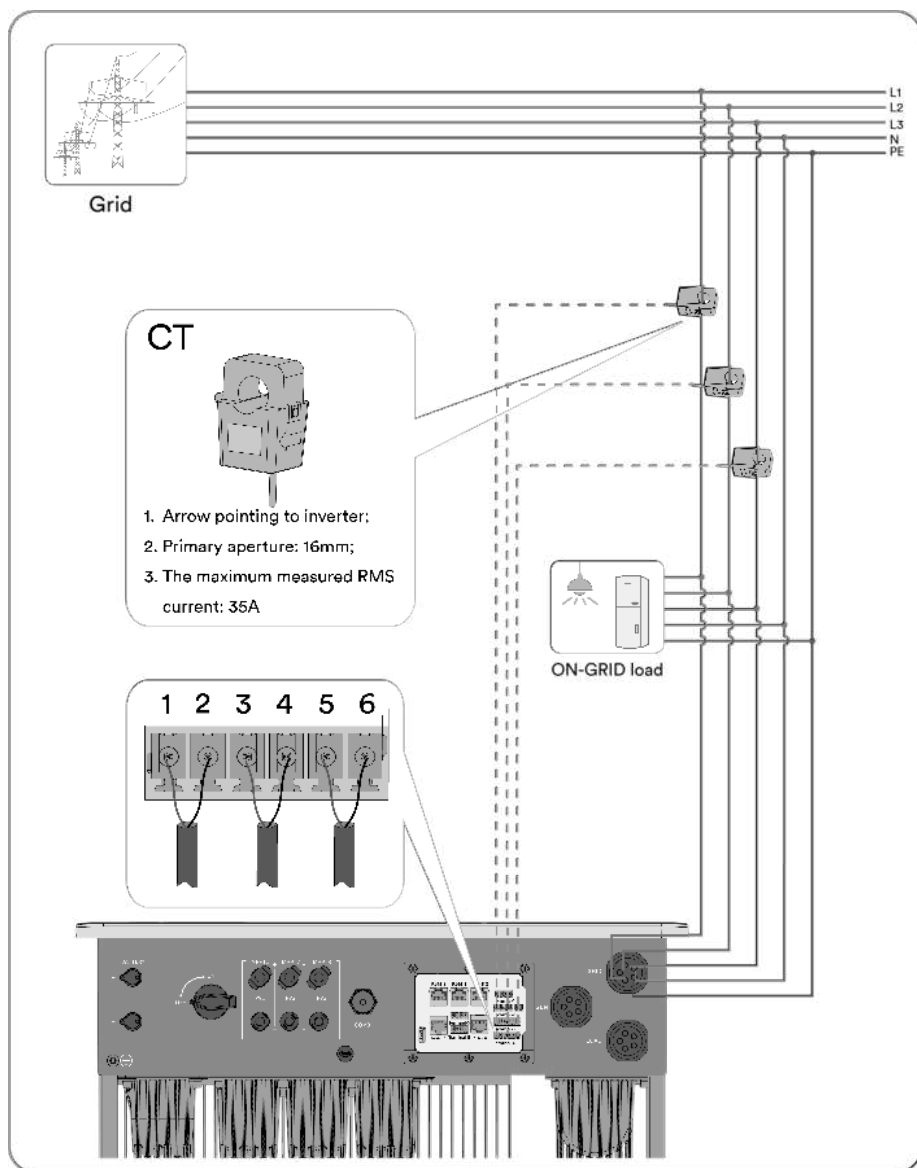 L1
L2
L3
N
PE
Grid
CT
1. Arrow pointing to inverter;
2. Primary aperture: 16mm;
3. The maximum measured RMS
current: 35A
ON-GRID load
1 2 3 4 5 6
GRID